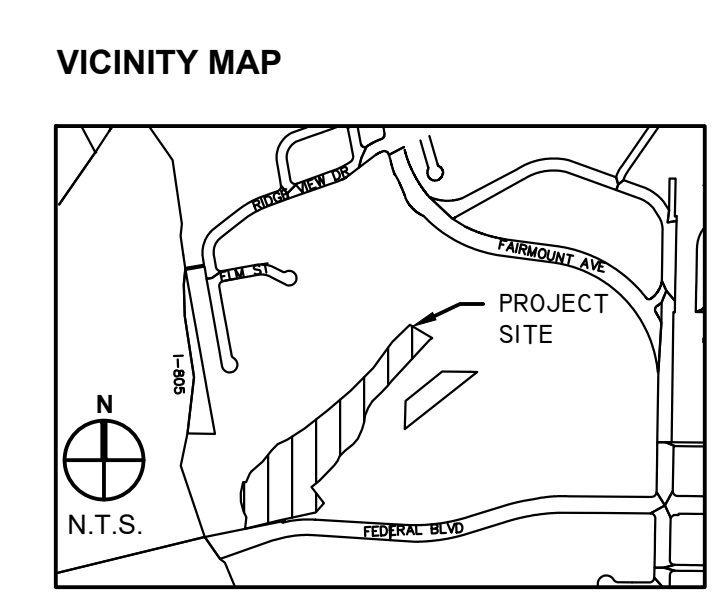 VICINITY MAP
RIDGE VIEW DR
FAIRMOUNT AVE
ELM ST
PROJECT
SITE
I-805
N
N.T.S.
FEDERAL BLVD